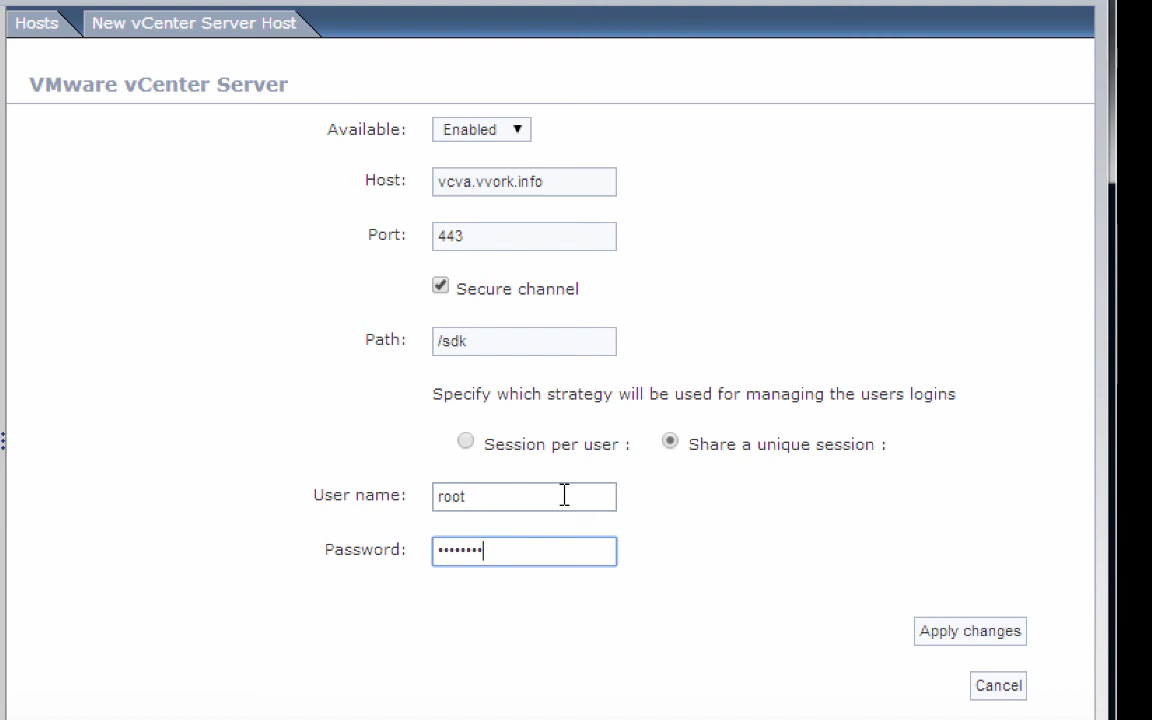 Hosts
New vCenter Server Host
VMware vCenter Server
Available: Enabled
Host: vcva.vvork.info
Port: 443
Secure channel
Path: /sdk
Specify which strategy will be used for managing the users logins
Session per user : Share a unique session :
User name: root
Password: ••••••••
Apply changes
Cancel